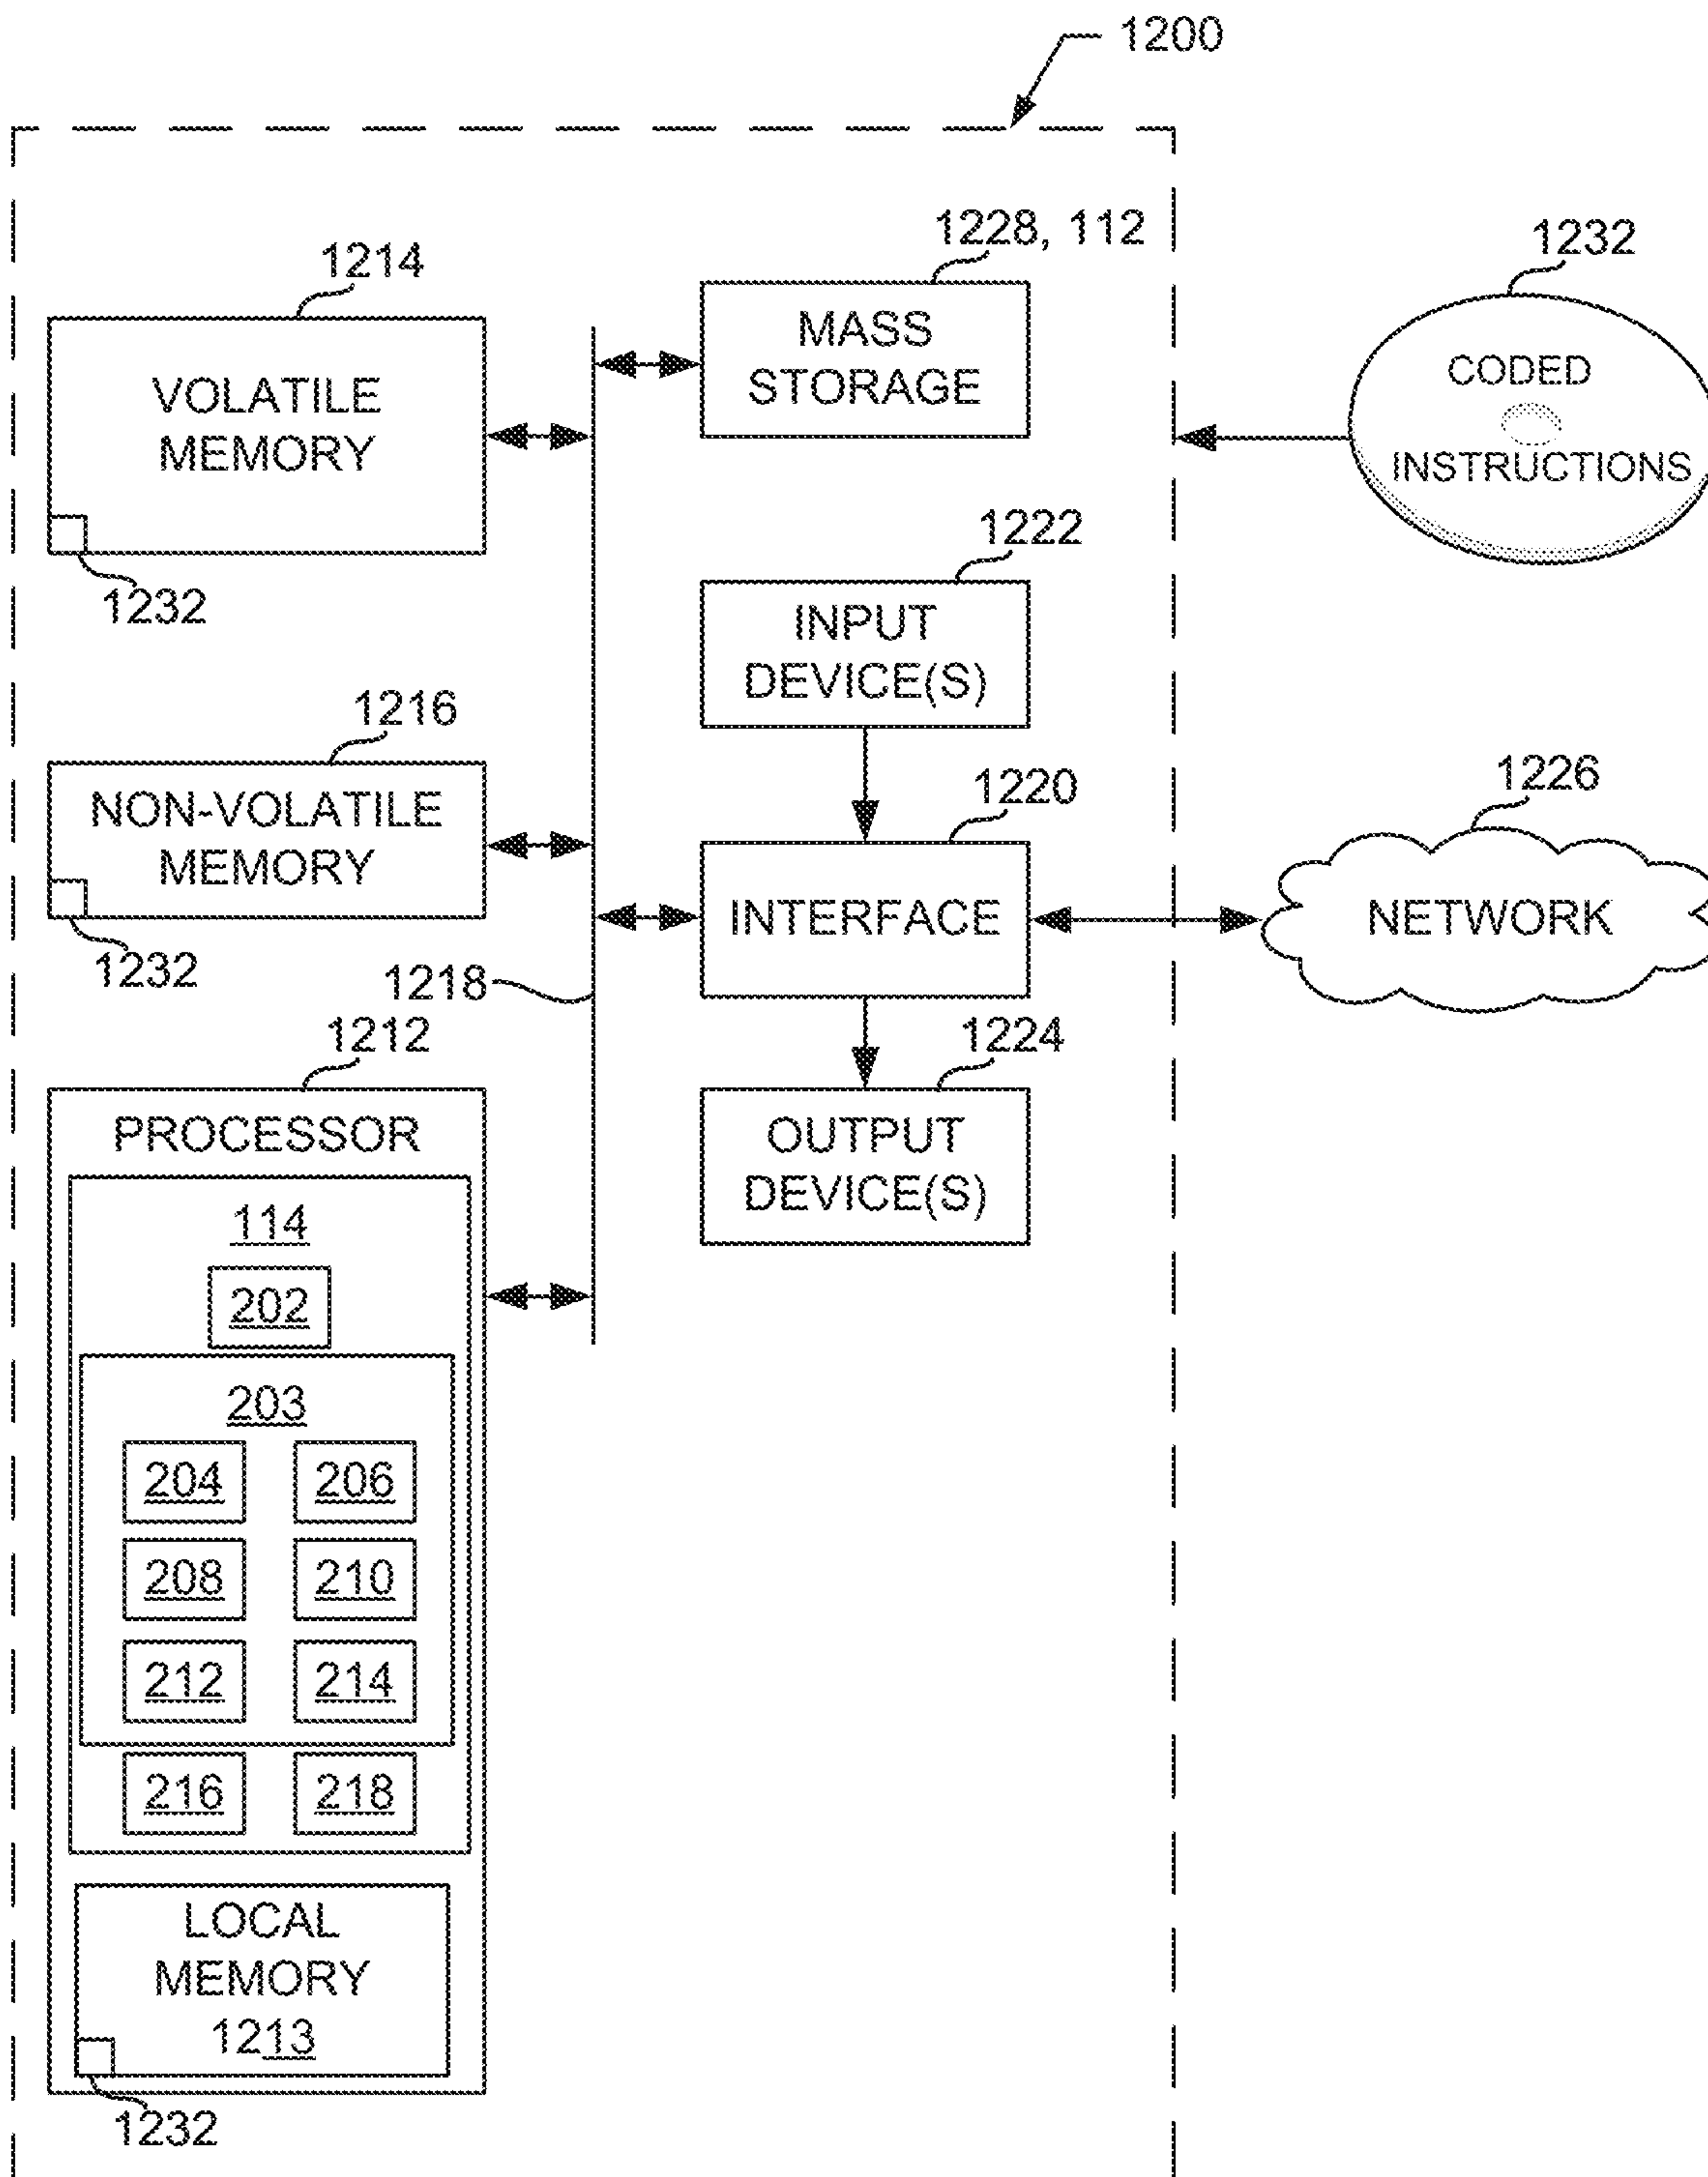 1200
1228, 112
1214
1232
MASS
STORAGE
VOLATILE
MEMORY
CODED
INSTRUCTIONS
1232
1222
INPUT
DEVICE(S)
1216
1220
1226
NON-VOLATILE
MEMORY
INTERFACE
NETWORK
1232
1218
1212
1224
PROCESSOR
OUTPUT
DEVICE(S)
114
202
203
204 206
208 210
212 214
216 218
LOCAL
MEMORY
1213
1232